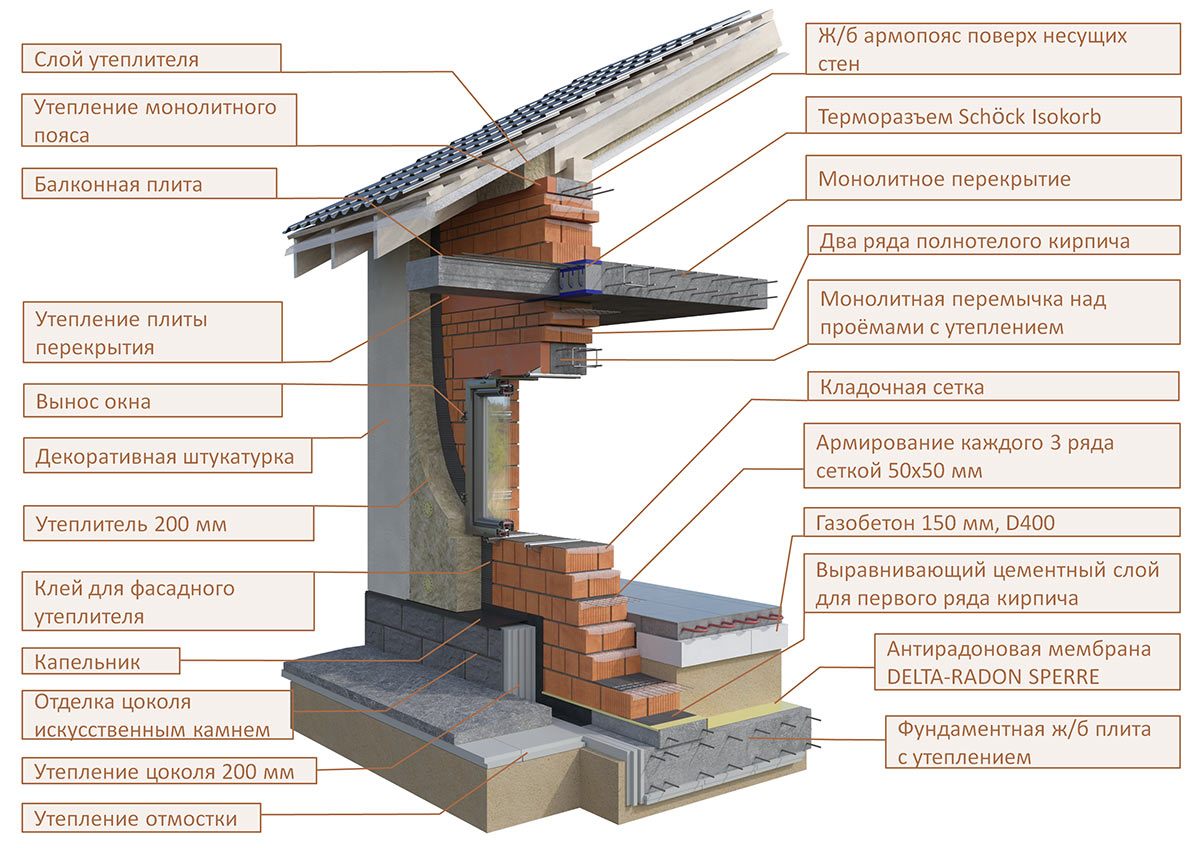 Слой утеплителя
Утепление монолитного
пояса
Балконная плита
Утепление плиты
перекрытия
Вынос окна
Декоративная штукатурка
Утеплитель 200 мм
Клей для фасадного
утеплителя
Капельник
Отделка цоколя
искусственным камнем
Утепление цоколя 200 мм
Утепление отмостки
Ж/б армопояс поверх несущих
стен
Терморазъем Schöck Isokorb
Монолитное перекрытие
Два ряда полнотелого кирпича
Монолитная перемычка над
проёмами с утеплением
Кладочная сетка
Армирование каждого 3 ряда
сеткой 50х50 мм
Газобетон 150 мм, D400
Выравнивающий цементный слой
для первого ряда кирпича
Антирадоновая мембрана
DELTA-RADON SPERRE
Фундаментная ж/б плита
с утеплением